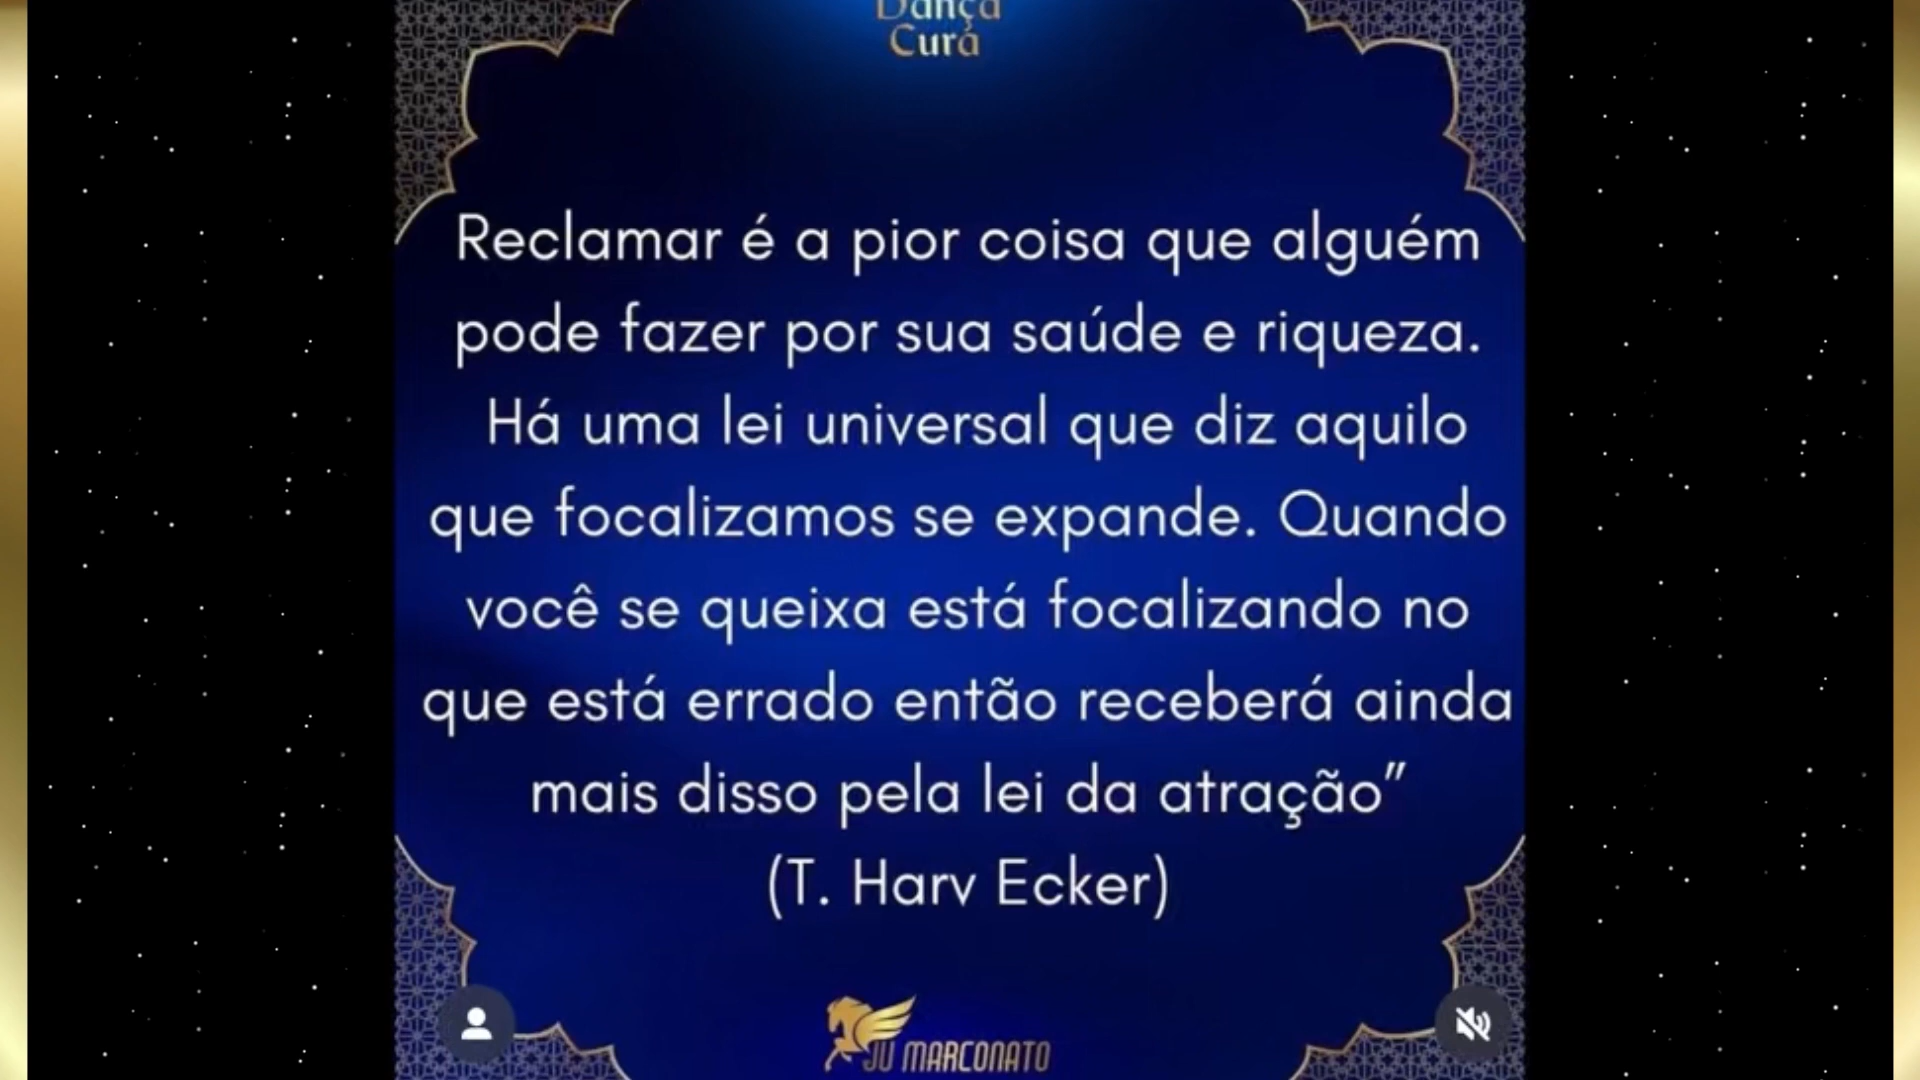 Dança
Cura
Reclamar é a pior coisa que alguém
pode fazer por sua saúde e riqueza.
Há uma lei universal que diz aquilo
que focalizamos se expande. Quando
você se queixa está focalizando no
que está errado então receberá ainda
mais disso pela lei da atração”
(T. Harv Ecker)
JU MARCONATO